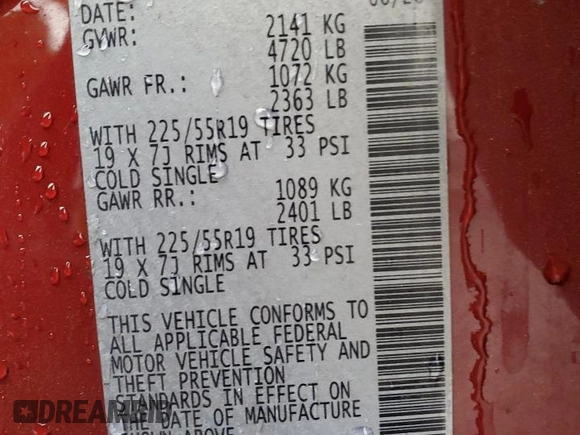 DATE:
GVWR: 2141 KG
4720 LB
GAWR FR.: 1072 KG
2363 LB
WITH 225/55R19 TIRES
19 X 7J RIMS AT 33 PSI
COLD SINGLE
GAWR RR.: 1089 KG
2401 LB
WITH 225/55R19 TIRES
19 X 7J RIMS AT 33 PSI
COLD SINGLE
THIS VEHICLE CONFORMS TO
ALL APPLICABLE FEDERAL
MOTOR VEHICLE SAFETY AND
THEFT PREVENTION
STANDARDS IN EFFECT ON
THE DATE OF MANUFACTURE
SHOWN ABOVE